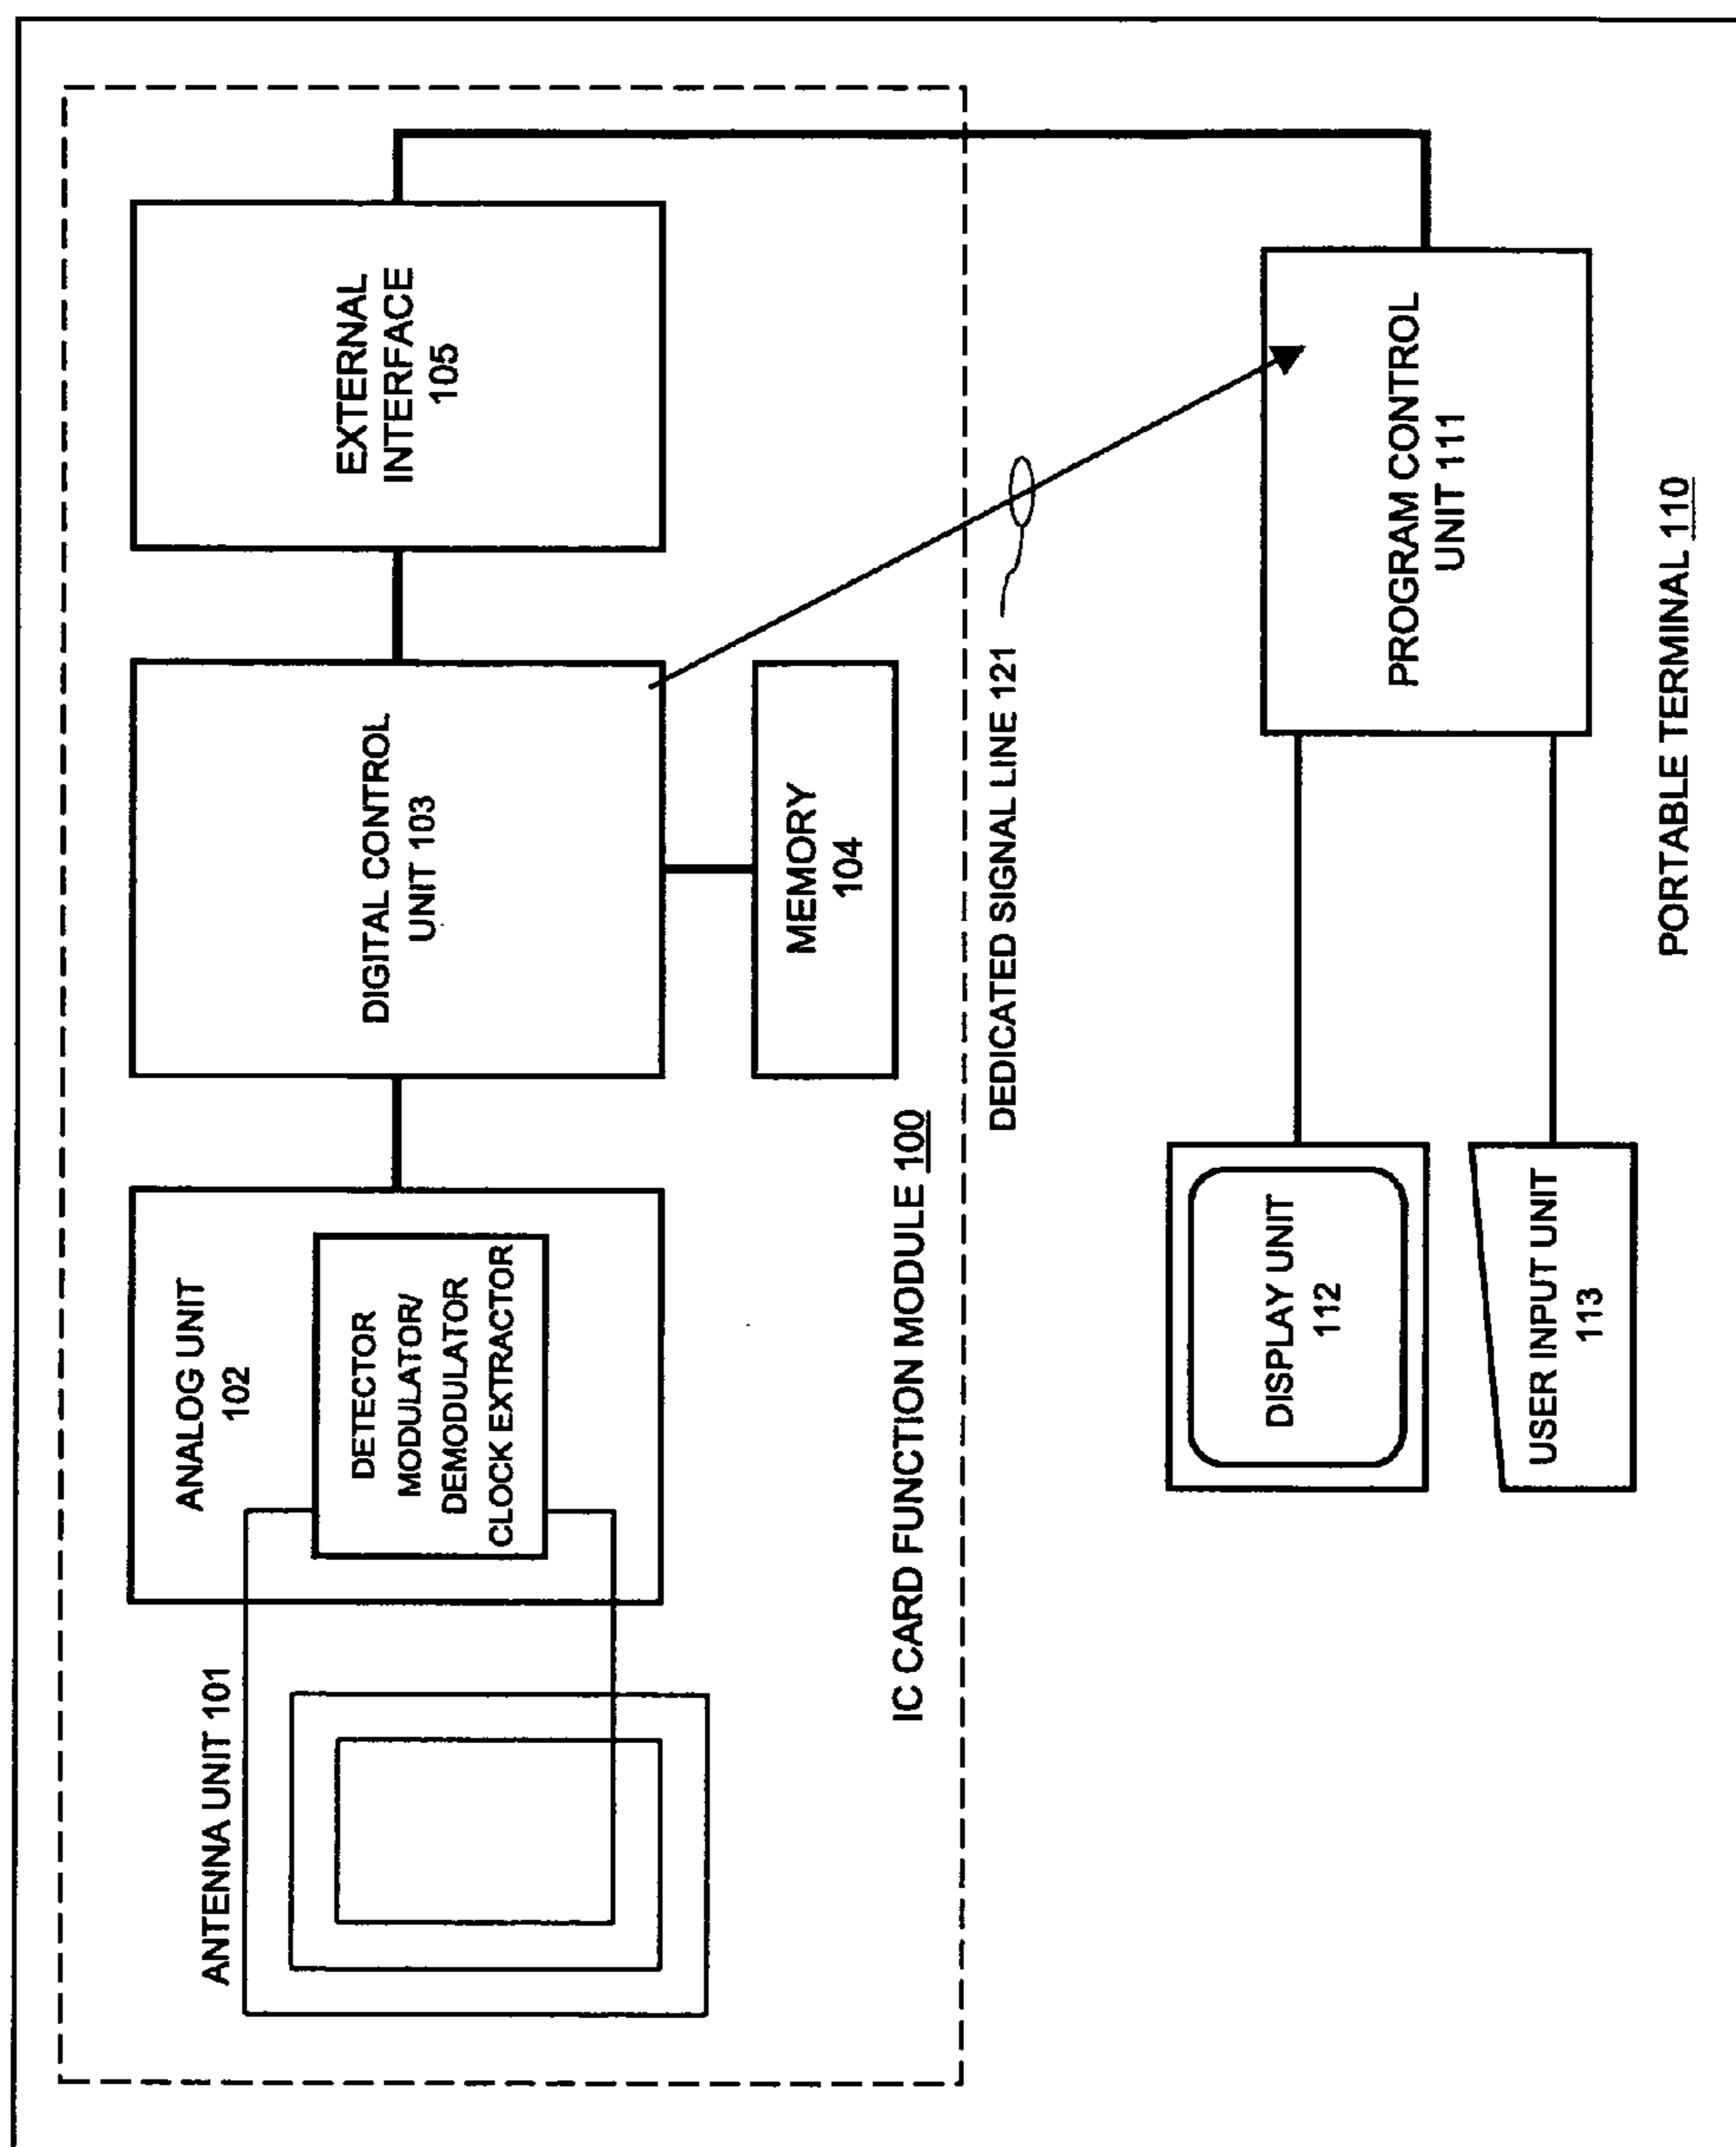 ANTENNA UNIT 101
ANALOG UNIT
102
DETECTOR
MODULATOR/
DEMODULATOR
CLOCK EXTRACTOR
DIGITAL CONTROL
UNIT 103
EXTERNAL
INTERFACE
105
MEMORY
104
IC CARD FUNCTION MODULE 100
DEDICATED SIGNAL LINE 121
DISPLAY UNIT
112
USER INPUT UNIT
113
PROGRAM CONTROL
UNIT 111
PORTABLE TERMINAL 110